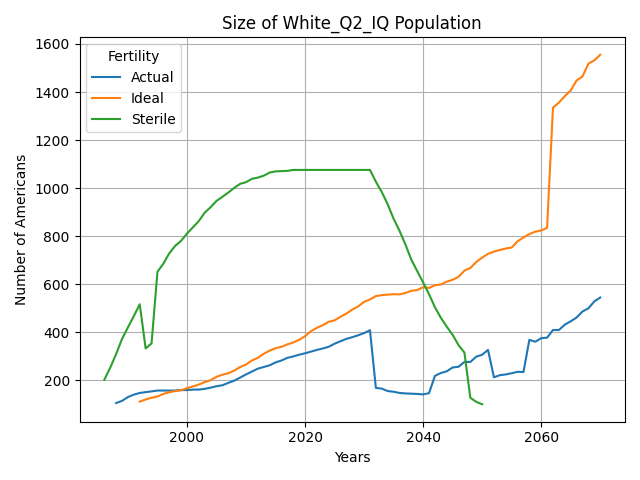 Size of White_Q2_IQ Population
Number of Americans
1600
1400
1200
1000
800
600
400
200
Fertility
Actual
Ideal
Sterile
2000
2020
2040
2060
Years